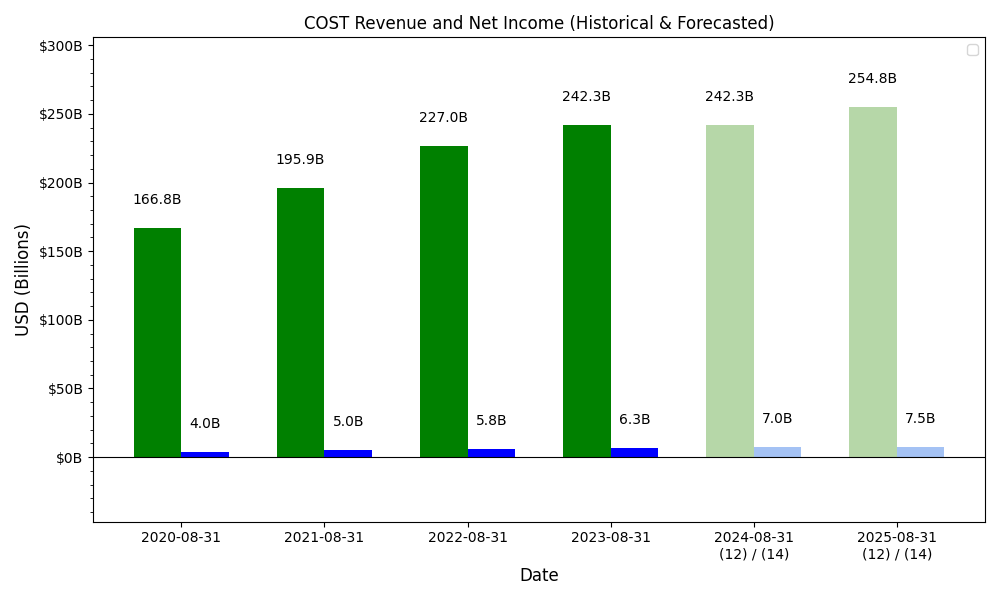 COST Revenue and Net Income (Historical & Forecasted)
$300B
$250B
$200B
$150B
$100B
$50B
$0B
USD (Billions)
166.8B
4.0B
195.9B
5.0B
227.0B
5.8B
242.3B
6.3B
242.3B
7.0B
254.8B
7.5B
2020-08-31
2021-08-31
2022-08-31
2023-08-31
2024-08-31
(12) / (14)
2025-08-31
(12) / (14)
Date